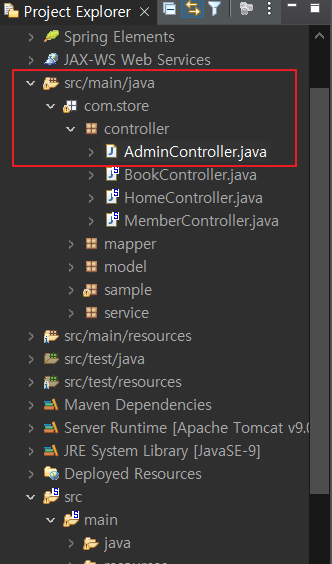 Project Explorer
Spring Elements
JAX-WS Web Services
src/main/java
com.store
controller
AdminController.java
BookController.java
HomeController.java
MemberController.java
mapper
model
sample
service
src/main/resources
src/test/java
src/test/resources
Maven Dependencies
Server Runtime [Apache Tomcat v9.0
JRE System Library [JavaSE-9]
Deployed Resources
src
main
java
resources